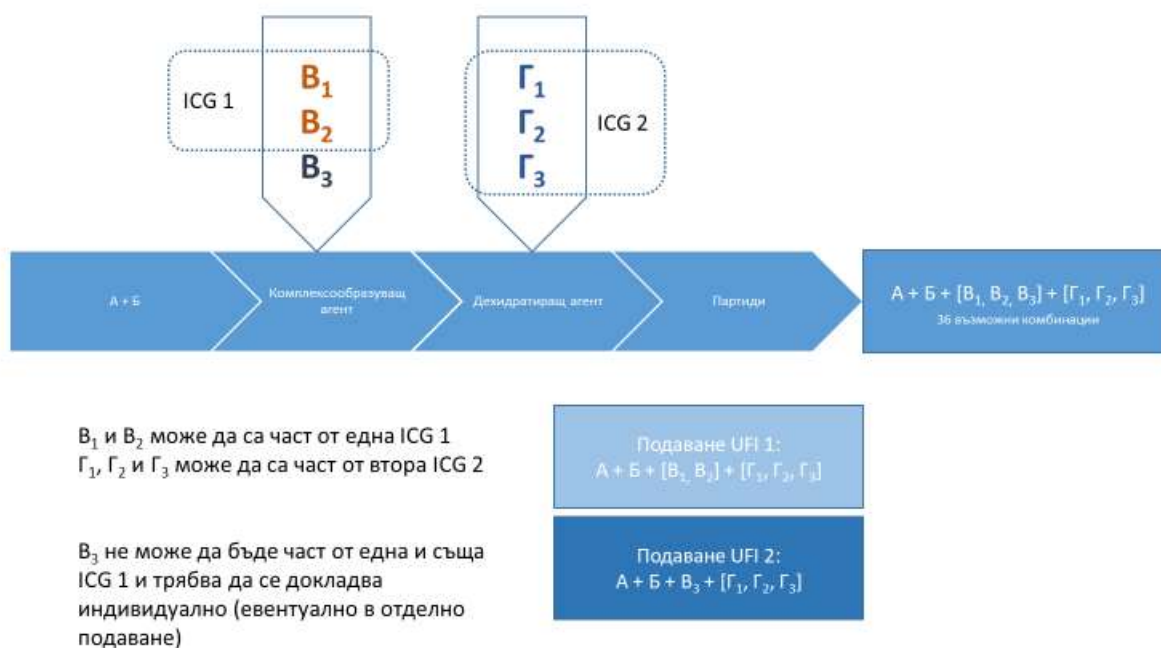 ICG 1
В₁
В₂
В₃
Г₁
Г₂
Г₃
ICG 2
А + Б
Комплексообразуващ
агент
Дехидратиращ агент
Партиди
А + Б + [В₁, В₂, В₃] + [Г₁, Г₂, Г₃]
36 възможни комбинации
В₁ и В₂ може да са част от една ICG 1
Г₁, Г₂ и Г₃ може да са част от втора ICG 2
Подаване UFI 1:
А + Б + [В₁, В₂] + [Г₁, Г₂, Г₃]
В₃ не може да бъде част от една и съща
ICG 1 и трябва да се докладва
индивидуално (евентуално в отделно
подаване)
Подаване UFI 2:
А + Б + В₃ + [Г₁, Г₂, Г₃]